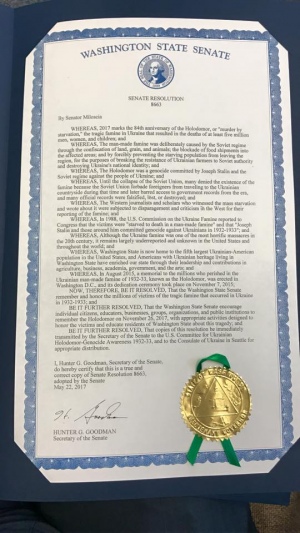 WASHINGTON STATE SENATE
SENATE RESOLUTION
8663
By Senator Miloscia
WHEREAS, 2017 marks the 84th anniversary of the Holodomor, or "murder by
starvation," the tragic famine in Ukraine that resulted in the deaths of at least five million
men, women, and children; and
WHEREAS, The man-made famine was deliberately caused by the Soviet regime
through the confiscation of land, grain, and animals; the blockade of food shipments into
the affected areas; and by forcibly preventing the starving population from leaving the
region, for the purposes of breaking the resistance of Ukrainian farmers to Soviet authority
and destroying Ukraine's national identity; and
WHEREAS, The Holodomor was a genocide committed by Joseph Stalin and the
Soviet regime against the people of Ukraine; and
WHEREAS, Until the collapse of the Soviet Union, many denied the existence of the
famine because the Soviet Union forbade foreigners from traveling to the Ukrainian
countryside during that time and later barred access to government records from the era,
and many official records were falsified, lost, or destroyed; and
WHEREAS, The Western journalists and scholars who witnessed the mass starvation
and wrote about it were subjected to disparagement and criticism in the West for their
reporting of the famine; and
WHEREAS, In 1988, the U.S. Commission on the Ukraine Famine reported to
Congress that the victims were "starved to death in a man-made famine" and that "Joseph
Stalin and those around him committed genocide against Ukrainians in 1932-1933"; and
WHEREAS, Although the Ukraine famine was one of the most horrific massacres in
the 20th century, it remains largely underreported and unknown in the United States and
throughout the world; and
WHEREAS, Washington State is now home to the fifth largest Ukrainian American
population in the United States, and Americans with Ukrainian heritage living in
Washington State have enriched our state through their leadership and contributions in
agriculture, business, academia, government, and the arts; and
WHEREAS, In August 2015, a memorial to the millions who perished in the
Ukrainian man-made famine of 1932-1933, known as the Holodomor, was erected in
Washington D.C., and its dedication ceremony took place on November 7, 2015;
NOW, THEREFORE, BE IT RESOLVED, That the Washington State Senate
remember and honor the millions of victims of the tragic famine that occurred in Ukraine
in 1932-1933; and
BE IT FURTHER RESOLVED, That the Washington State Senate encourage
individual citizens, educators, businesses, groups, organizations, and public institutions to
remember the Holodomor on November 26, 2017, with appropriate activities designed to
honor the victims and educate residents of Washington State about this tragedy; and
BE IT FURTHER RESOLVED, That copies of this resolution be immediately
transmitted by the Secretary of the Senate to the U.S. Committee for Ukrainian
Holodomor-Genocide Awareness 1932-33, and to the Consulate of Ukraine in Seattle for
appropriate distribution.
I, Hunter G. Goodman, Secretary of the Senate,
do hereby certify that this is a true and
correct copy of Senate Resolution 8663,
adopted by the Senate
May 22, 2017
HUNTER G. GOODMAN
Secretary of the Senate